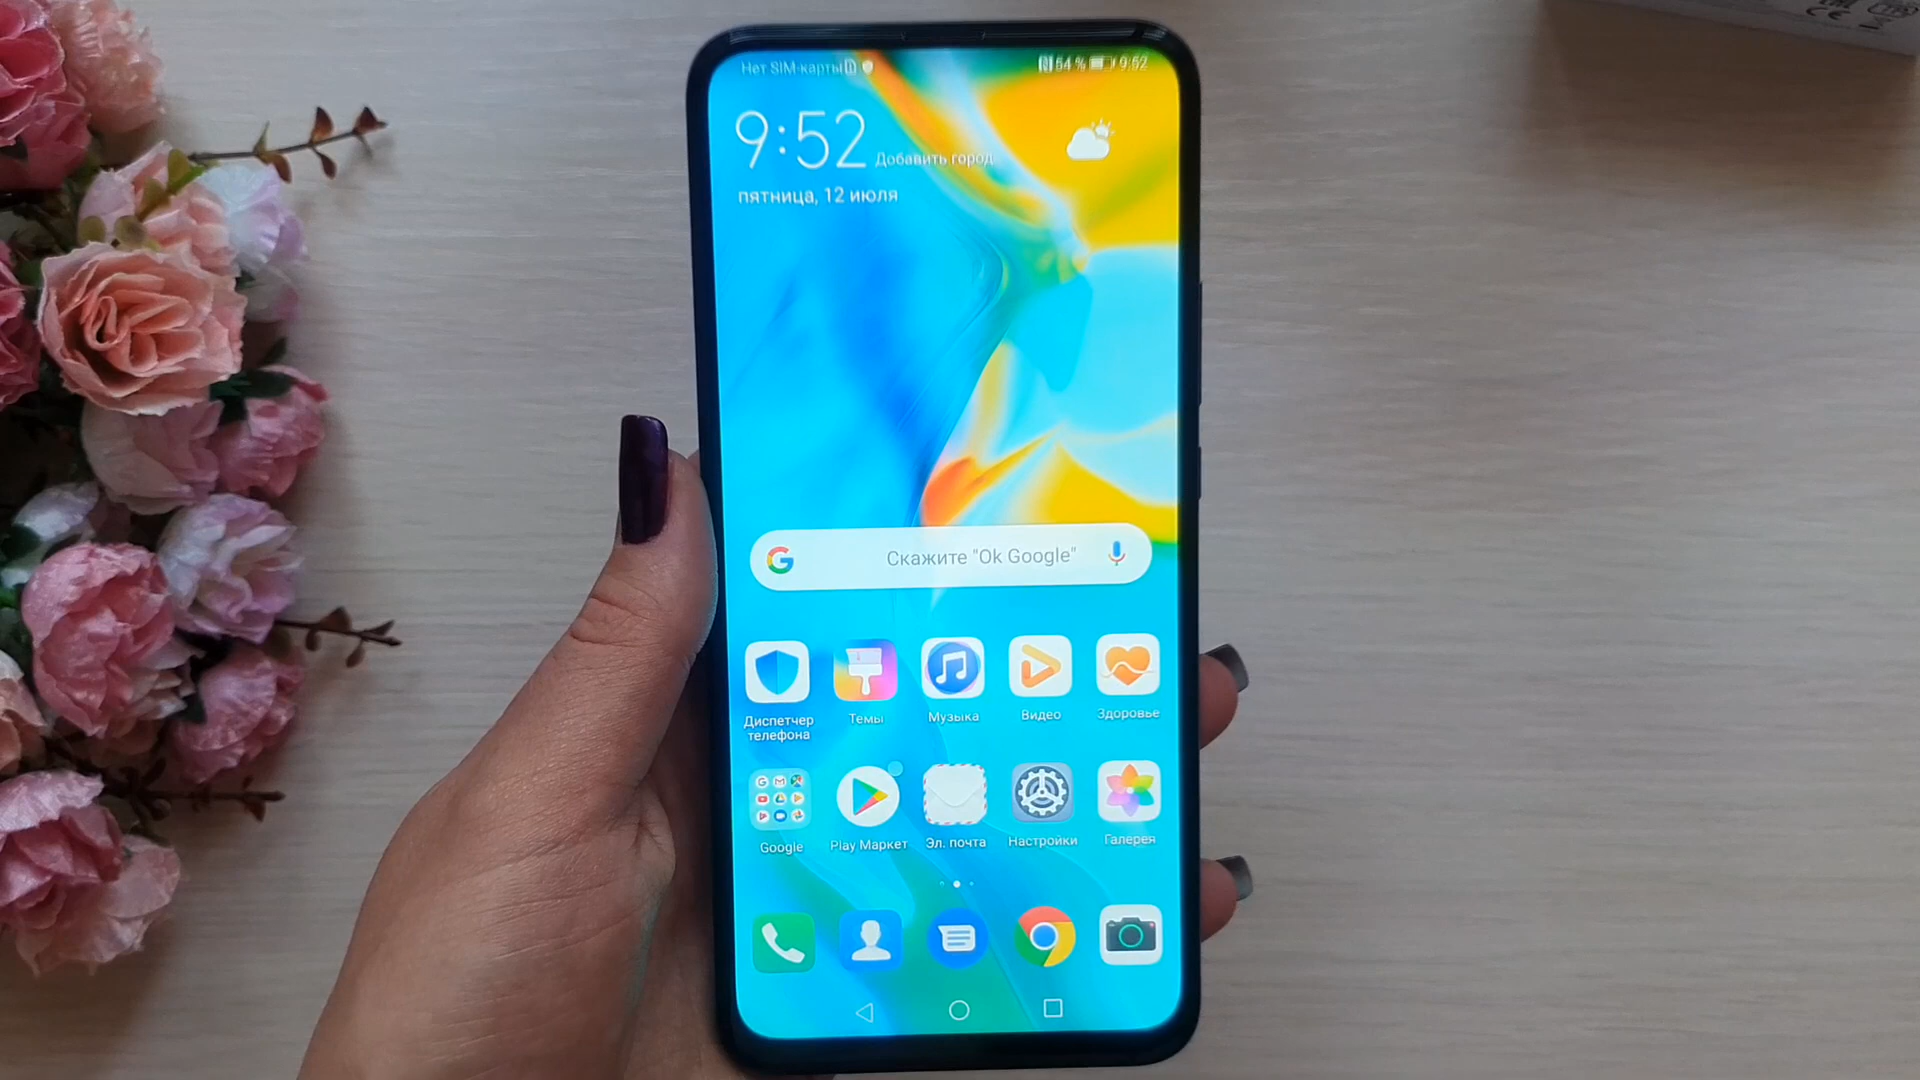 Нет SIM-карты
54 % 9:52
9:52 Добавить город
пятница, 12 июля
Скажите "Ok Google"
Диспетчер телефона
Темы
Музыка
Видео
Здоровье
Google
Play Маркет
Эл. почта
Настройки
Галерея